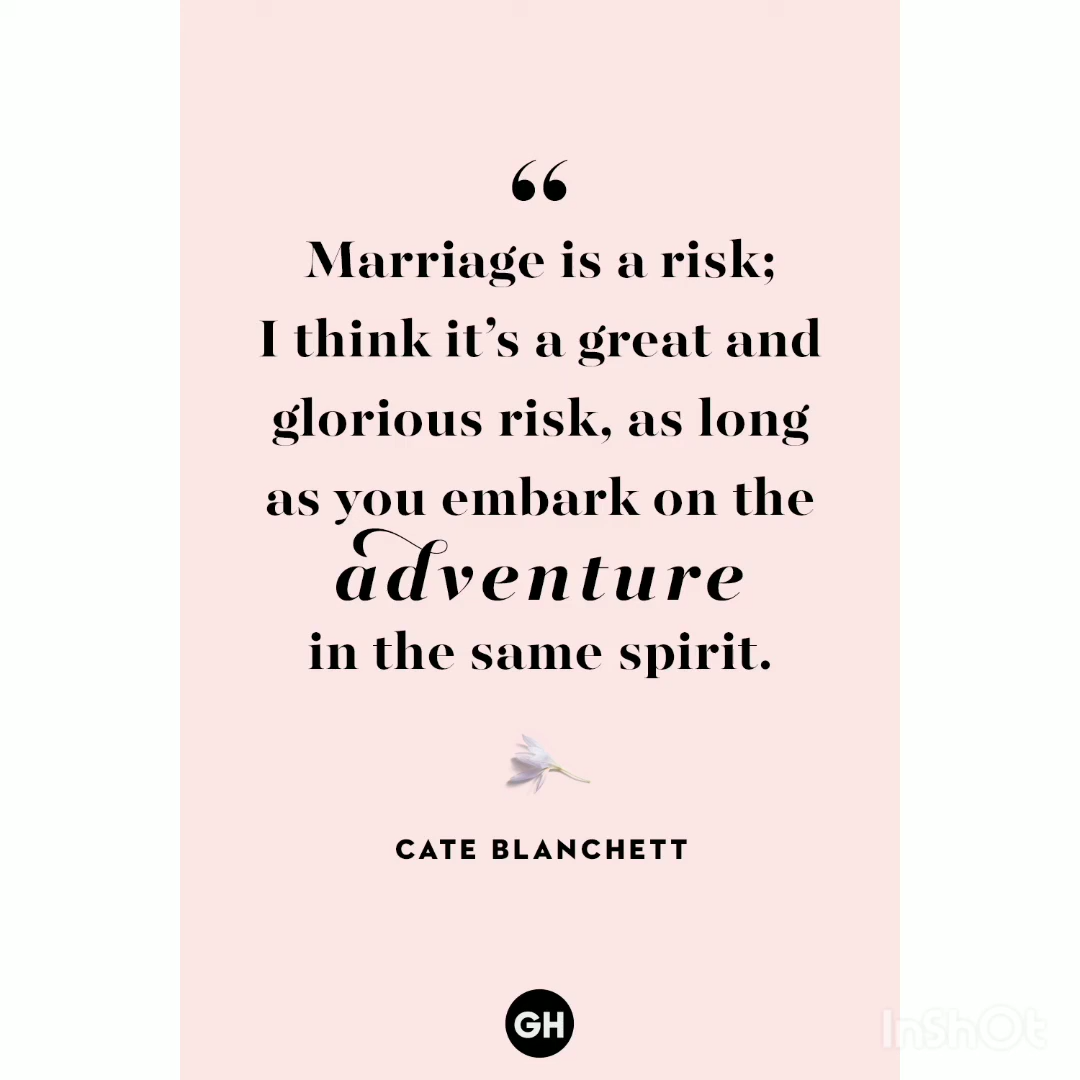 “
Marriage is a risk;
I think it’s a great and
glorious risk, as long
as you embark on the
adventure
in the same spirit.
CATE BLANCHETT
GH
InShOt